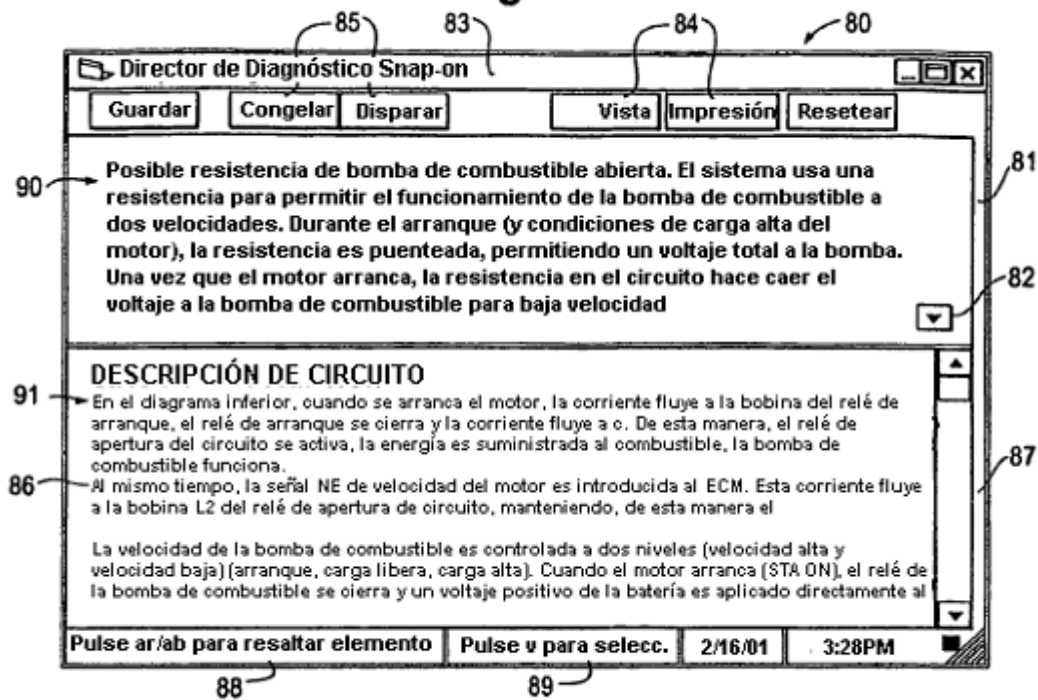 85 83 84 80
Director de Diagnóstico Snap-on
Guardar Congelar Disparar Vista Impresión Resetear
90
81
Posible resistencia de bomba de combustible abierta. El sistema usa una
resistencia para permitir el funcionamiento de la bomba de combustible a
dos velocidades. Durante el arranque (y condiciones de carga alta del
motor), la resistencia es puenteada, permitiendo un voltaje total a la bomba.
Una vez que el motor arranca, la resistencia en el circuito hace caer el
voltaje a la bomba de combustible para baja velocidad
82
DESCRIPCIÓN DE CIRCUITO
91
En el diagrama inferior, cuando se arranca el motor, la corriente fluye a la bobina del relé de
arranque, el relé de arranque se cierra y la corriente fluye a c. De esta manera, el relé de
apertura del circuito se activa, la energía es suministrada al combustible, la bomba de
combustible funciona.
87
86
Al mismo tiempo, la señal NE de velocidad del motor es introducida al ECM. Esta corriente fluye
a la bobina L2 del relé de apertura de circuito, manteniendo, de esta manera el
La velocidad de la bomba de combustible es controlada a dos niveles (velocidad alta y
velocidad baja) (arranque, carga libera, carga alta). Cuando el motor arranca (STA ON), el relé de
la bomba de combustible se cierra y un voltaje positivo de la batería es aplicado directamente al
Pulse ar/ab para resaltar elemento Pulse v para selecc. 2/16/01 3:28PM
88 89